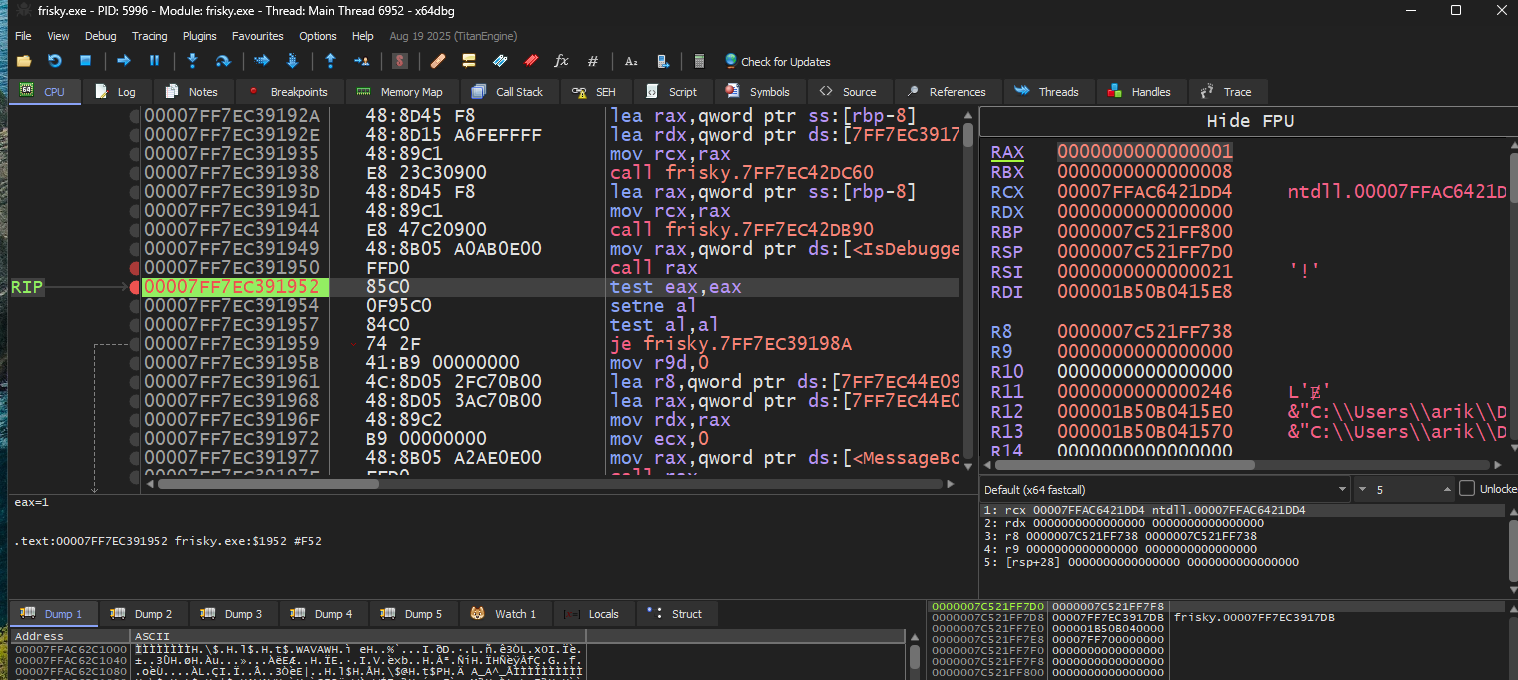 frisky.exe - PID: 5996 - Module: frisky.exe - Thread: Main Thread 6952 - x64dbg
File View Debug Tracing Plugins Favourites Options Help Aug 19 2025 (TitanEngine)
Check for Updates
CPU Log Notes Breakpoints Memory Map Call Stack SEH Script Symbols Source References Threads Handles Trace
00007FF7EC39192A 48:8D45 F8 lea rax,qword ptr ss:[rbp-8]
00007FF7EC39192E 48:8D15 A6FEFFFF lea rdx,qword ptr ds:[7FF7EC3917
00007FF7EC391935 48:89C1 mov rcx,rax
00007FF7EC391938 E8 23C30900 call frisky.7FF7EC42DC60
00007FF7EC39193D 48:8D45 F8 lea rax,qword ptr ss:[rbp-8]
00007FF7EC391941 48:89C1 mov rcx,rax
00007FF7EC391944 E8 47C20900 call frisky.7FF7EC42DB90
00007FF7EC391949 48:8B05 A0AB0E00 mov rax,qword ptr ds:[<IsDebugge
00007FF7EC391950 FFD0 call rax
RIP 00007FF7EC391952 85C0 test eax,eax
00007FF7EC391954 0F95C0 setne al
00007FF7EC391957 84C0 test al,al
00007FF7EC391959 74 2F je frisky.7FF7EC39198A
00007FF7EC39195B 41:B9 00000000 mov r9d,0
00007FF7EC391961 4C:8D05 2FC70B00 lea r8,qword ptr ds:[7FF7EC44E09
00007FF7EC391968 48:8D05 3AC70B00 lea rax,qword ptr ds:[7FF7EC44E0
00007FF7EC39196F 48:89C2 mov rdx,rax
00007FF7EC391972 B9 00000000 mov ecx,0
00007FF7EC391977 48:8B05 A2AE0E00 mov rax,qword ptr ds:[<MessageBo
Hide FPU
RAX 0000000000000001
RBX 0000000000000008
RCX 00007FFAC6421DD4 ntdll.00007FFAC6421D
RDX 0000000000000000
RBP 0000007C521FF800
RSP 0000007C521FF7D0
RSI 0000000000000021 '!'
RDI 000001B50B0415E8
R8 0000007C521FF738
R9 0000000000000000
R10 0000000000000000
R11 0000000000000246
R12 000001B50B0415E0 &"C:\\Users\\arik\\D
R13 000001B50B041570 &"C:\\Users\\arik\\D
R14 0000000000000000
Default (x64 fastcall) 5 Unlocke
1: rcx 00007FFAC6421DD4 ntdll.00007FFAC6421DD4
2: rdx 0000000000000000 0000000000000000
3: r8 0000007C521FF738 0000007C521FF738
4: r9 0000000000000000 0000000000000000
5: [rsp+28] 0000000000000000 0000000000000000
eax=1
.text:00007FF7EC391952 frisky.exe:$1952 #F52
Dump 1 Dump 2 Dump 3 Dump 4 Dump 5 Watch 1 Locals Struct
Address ASCII
00007FFAC62C1000
00007FFAC62C1040
00007FFAC62C1080
0000007C521FF7D0 0000007C521FF7F8
0000007C521FF7D8 00007FF7EC3917DB frisky.00007FF7EC3917DB
0000007C521FF7E0 000001B50B040000
0000007C521FF7E8 00007FF700000000
0000007C521FF7F0 0000000000000000
0000007C521FF7F8 0000000000000000
0000007C521FF800 0000000000000000